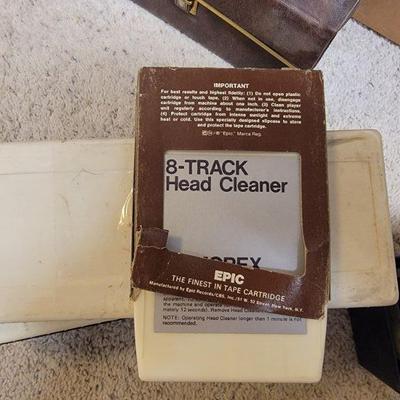 IMPORTANT
For best results and highest fidelity: (1) Do not open plastic
cartridge or touch tape. (2) When not in use, disengage
cartridge from machine about one inch. (3) Clean player
unit regularly according to manufacturer's instructions.
(4) Protect cartridge from intense sunlight and extreme
heat or cold. Use this specially designed slipcase to store
and protect the tape cartridge.
® "Epic," Marca Reg.
8-TRACK
Head Cleaner
OREX
EPIC
THE FINEST IN TAPE CARTRIDGE
Manufactured by Epic Records/CBS, Inc./51 W. 52 Street, New York, N.Y.
the machine and operate
mately 12 seconds). Remove Head Cleaner
NOTE: Operating Head Cleaner longer than 1 minute is not
recommended.